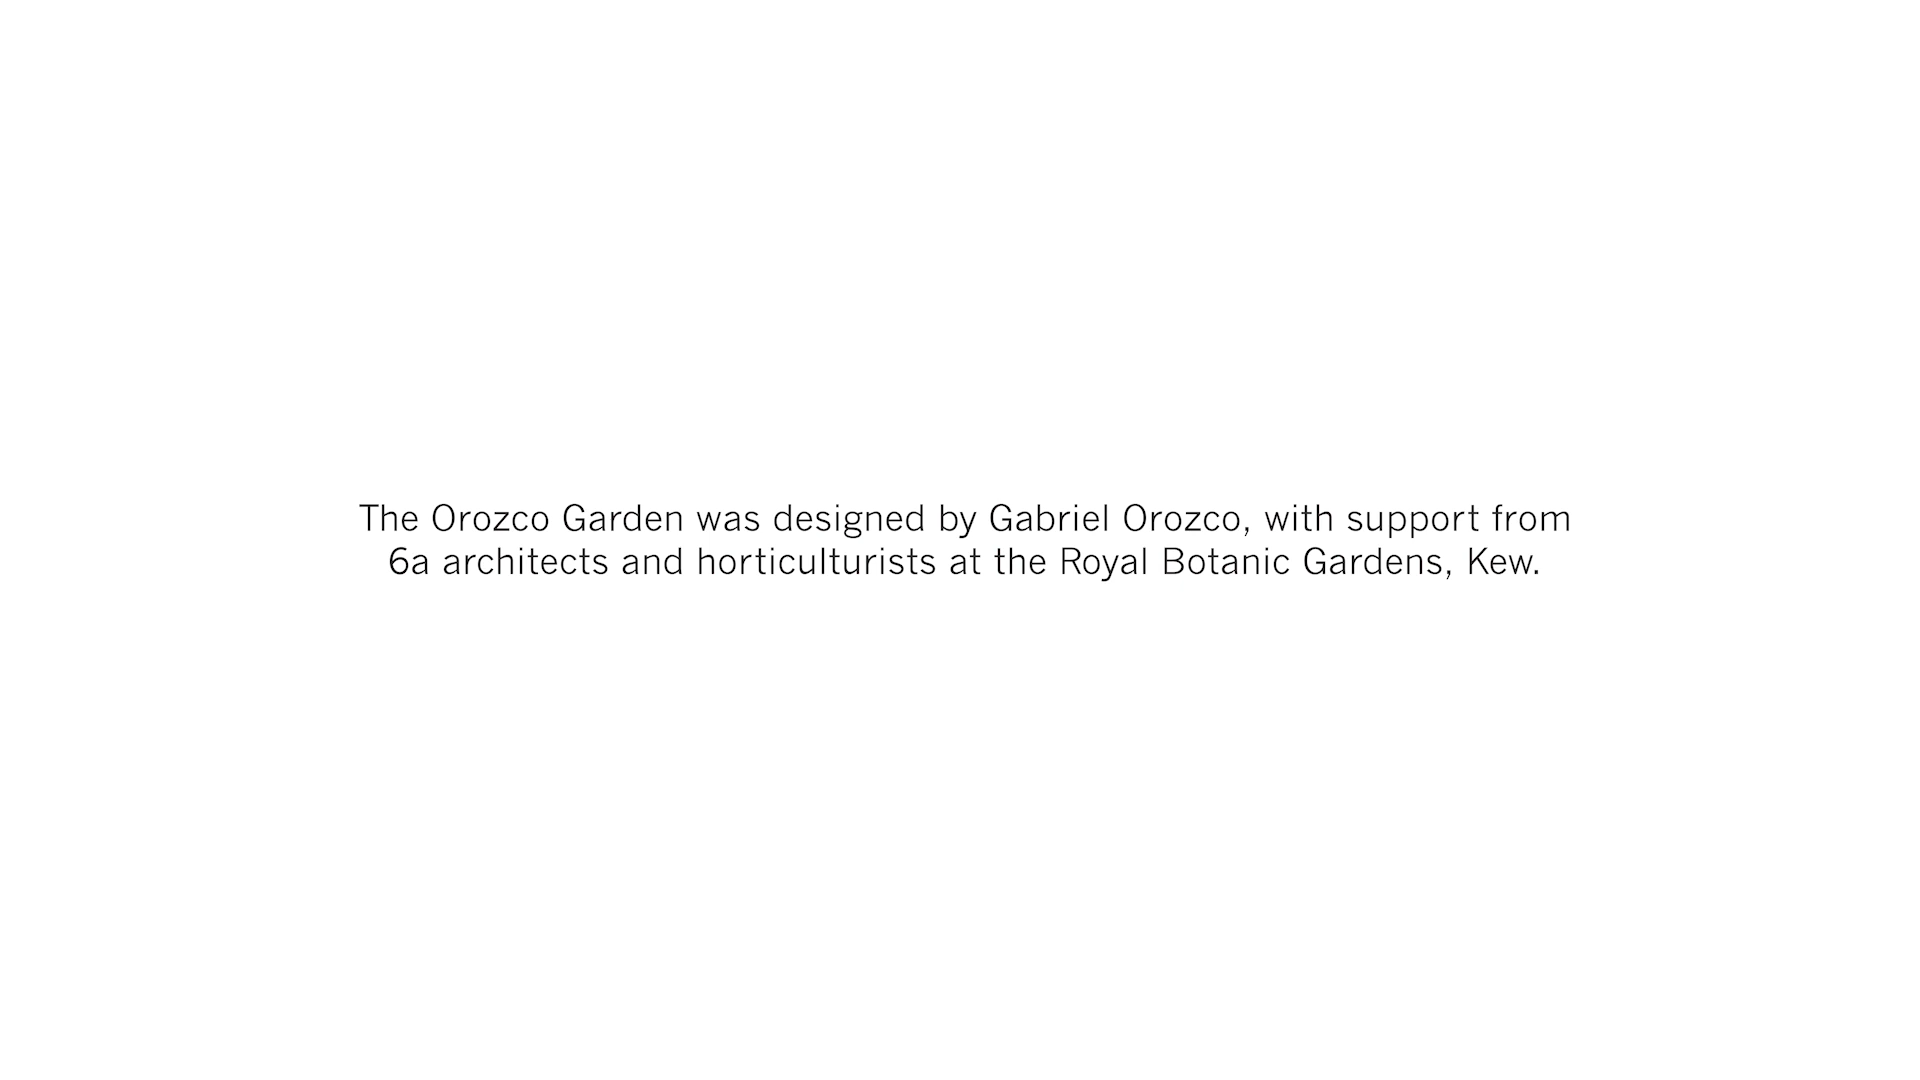 The Orozco Garden was designed by Gabriel Orozco, with support from
6a architects and horticulturists at the Royal Botanic Gardens, Kew.